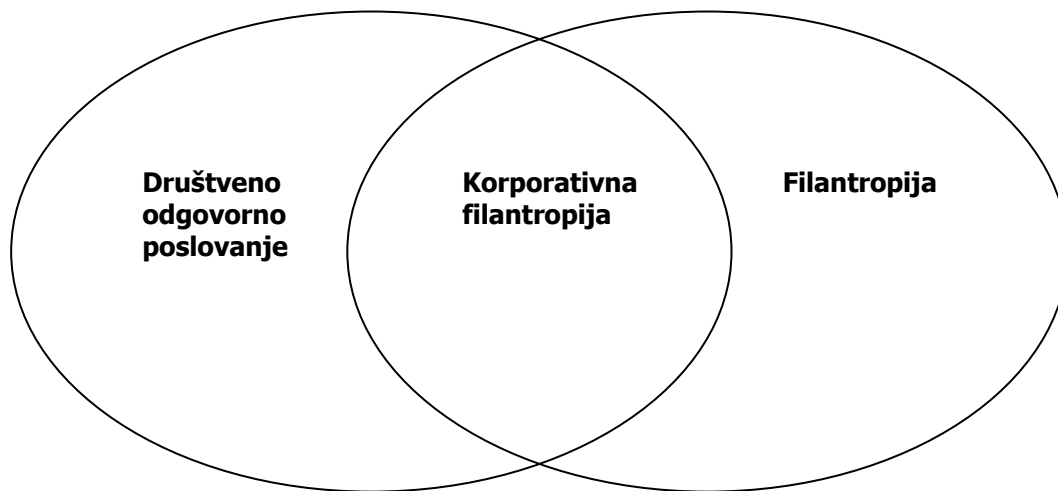 Društveno
odgovorno
poslovanje
Korporativna
filantropija
Filantropija